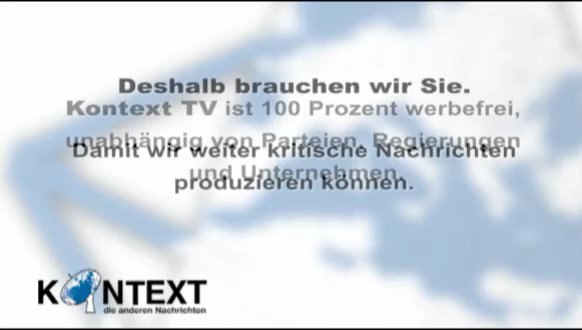 Deshalb brauchen wir Sie.
Kontext TV ist 100 Prozent werbefrei,
unabhängig von Parteien, Regierungen
Damit wir weiter kritische Nachrichten
und Unternehmen.
produzieren können.
KONTEXT
die anderen Nachrichten